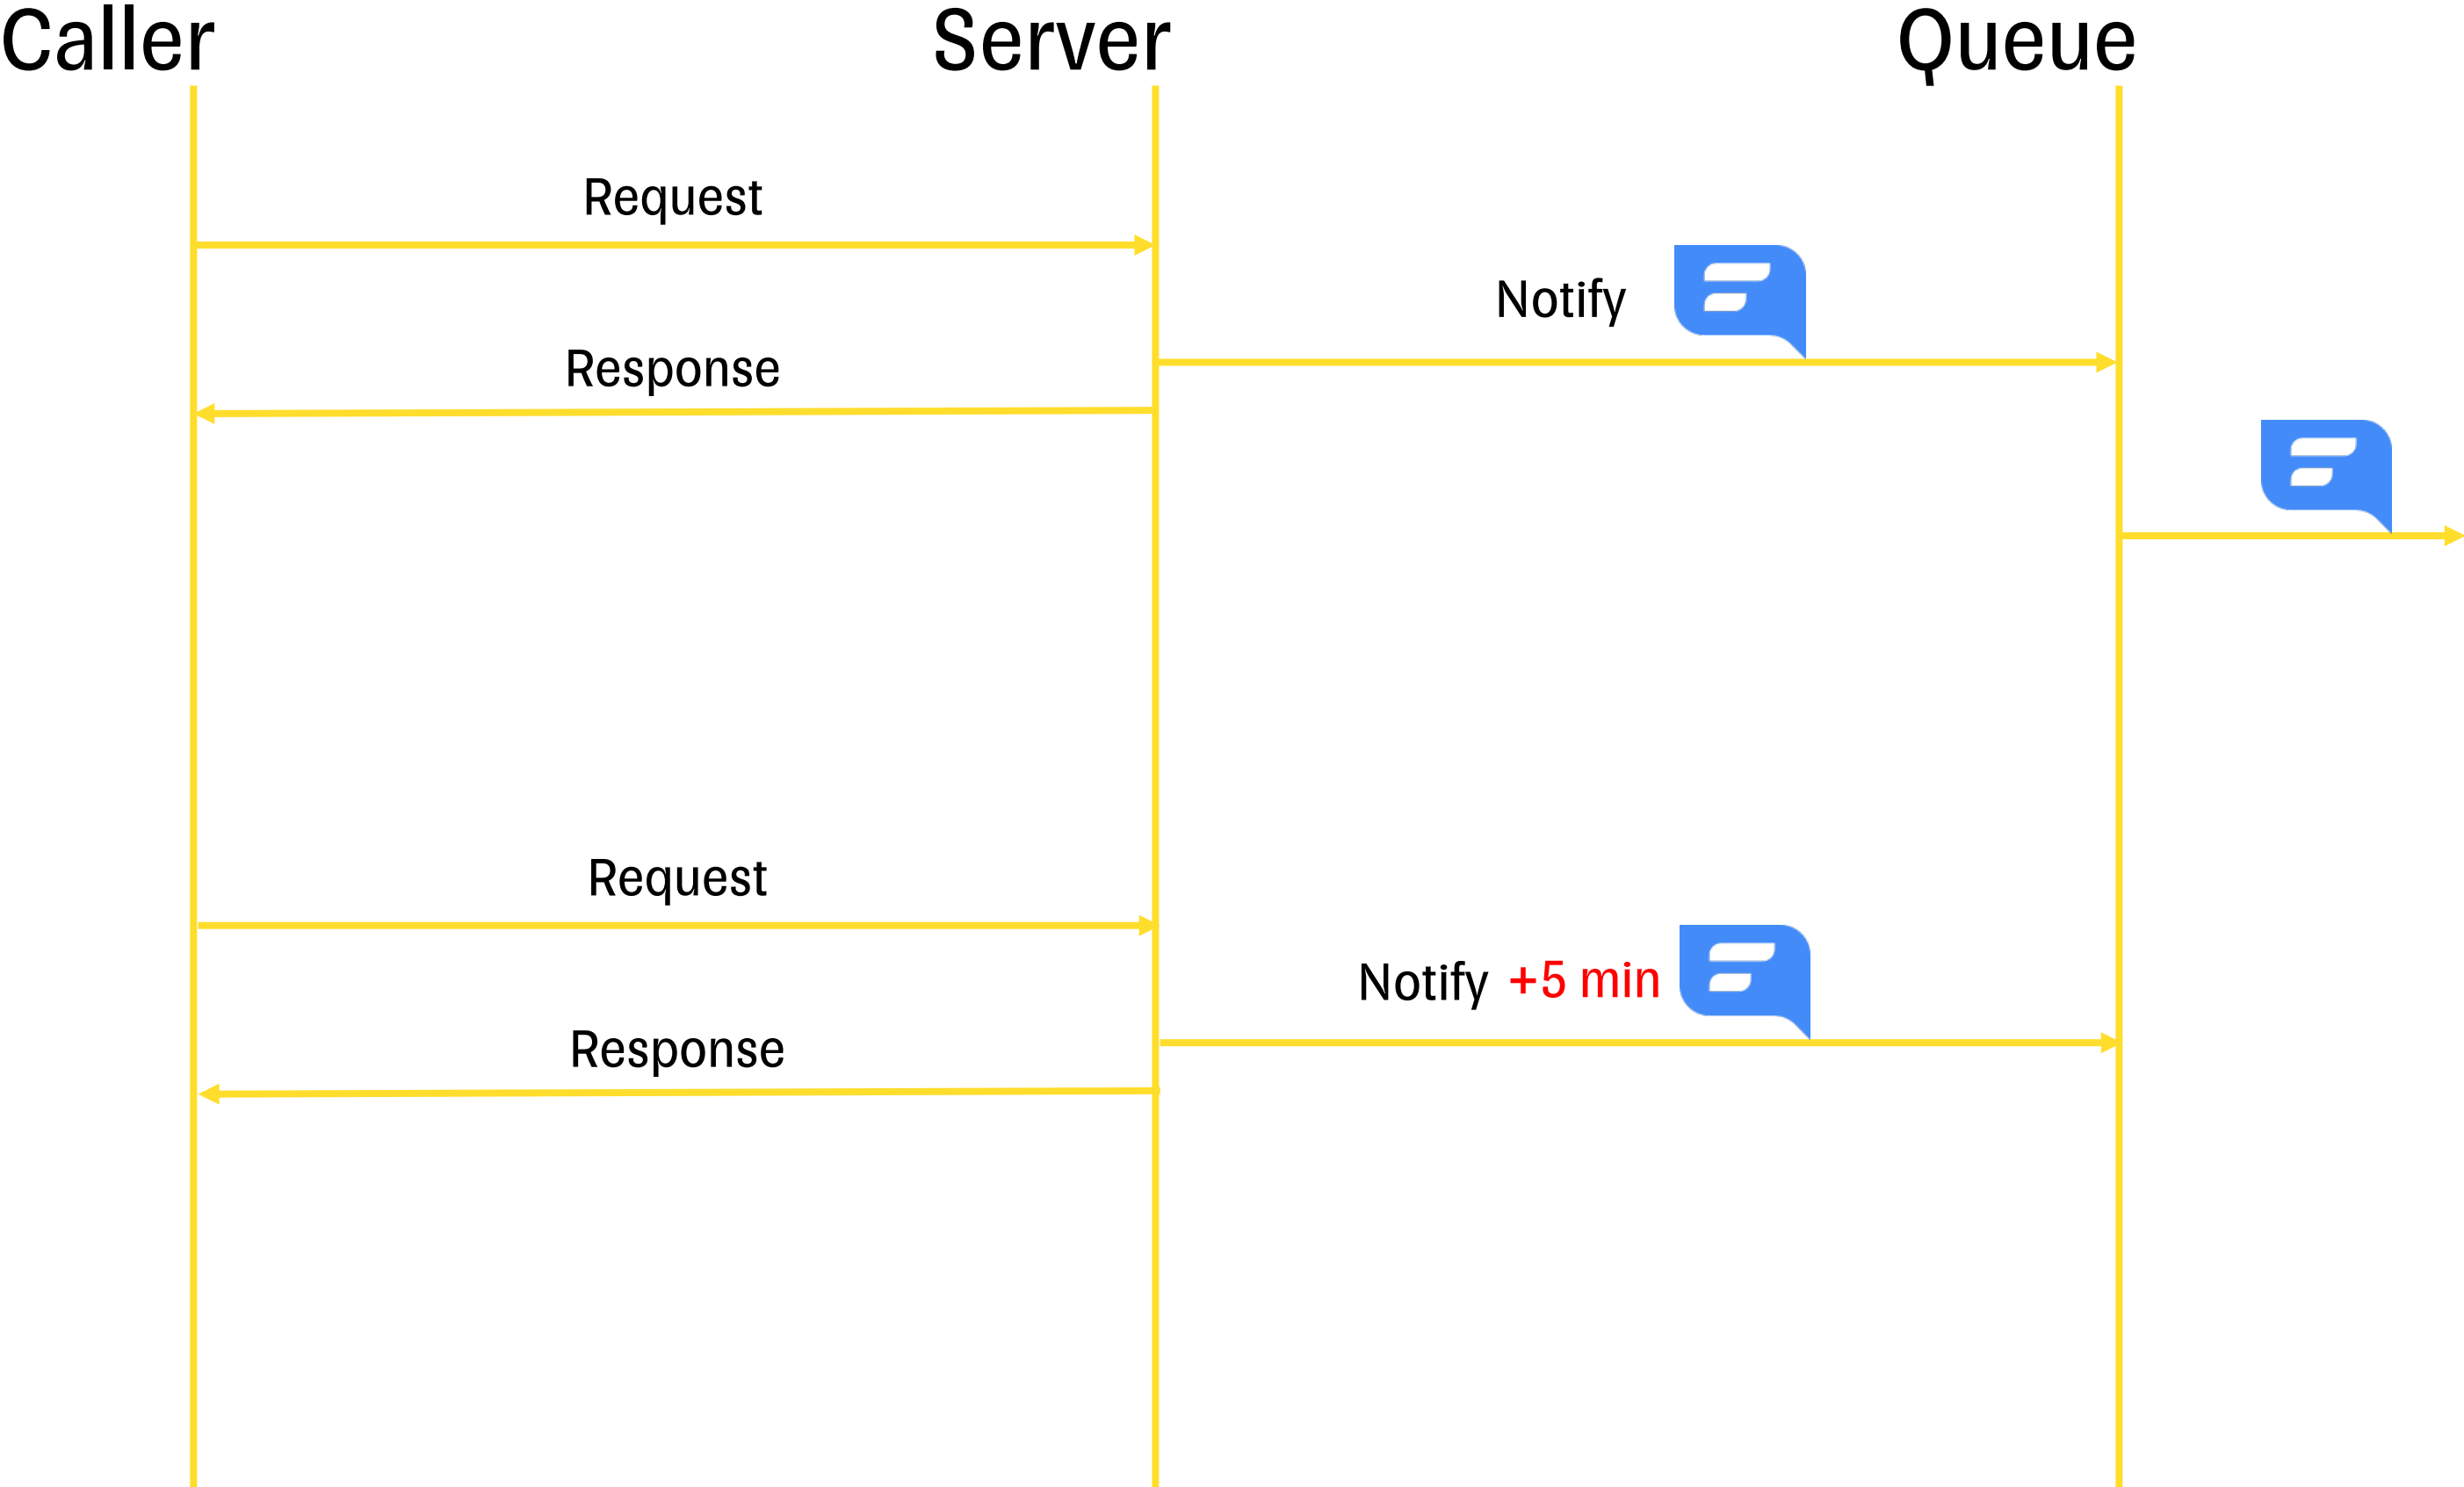 Caller
Server
Queue
Request
Notify
Response
Request
Notify +5 min
Response